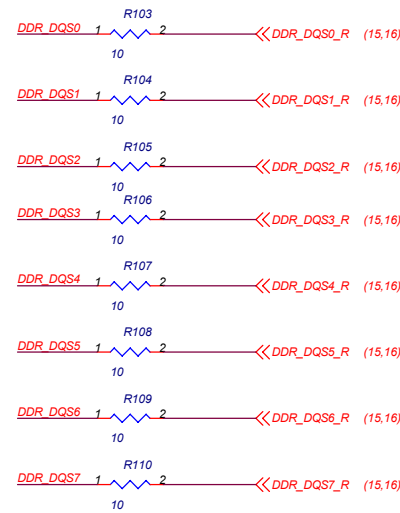 R103
DDR_DQS0 1 2 DDR_DQS0_R (15,16)
10
R104
DDR_DQS1 1 2 DDR_DQS1_R (15,16)
10
R105
DDR_DQS2 1 2 DDR_DQS2_R (15,16)
10
R106
DDR_DQS3 1 2 DDR_DQS3_R (15,16)
10
R107
DDR_DQS4 1 2 DDR_DQS4_R (15,16)
10
R108
DDR_DQS5 1 2 DDR_DQS5_R (15,16)
10
R109
DDR_DQS6 1 2 DDR_DQS6_R (15,16)
10
R110
DDR_DQS7 1 2 DDR_DQS7_R (15,16)
10